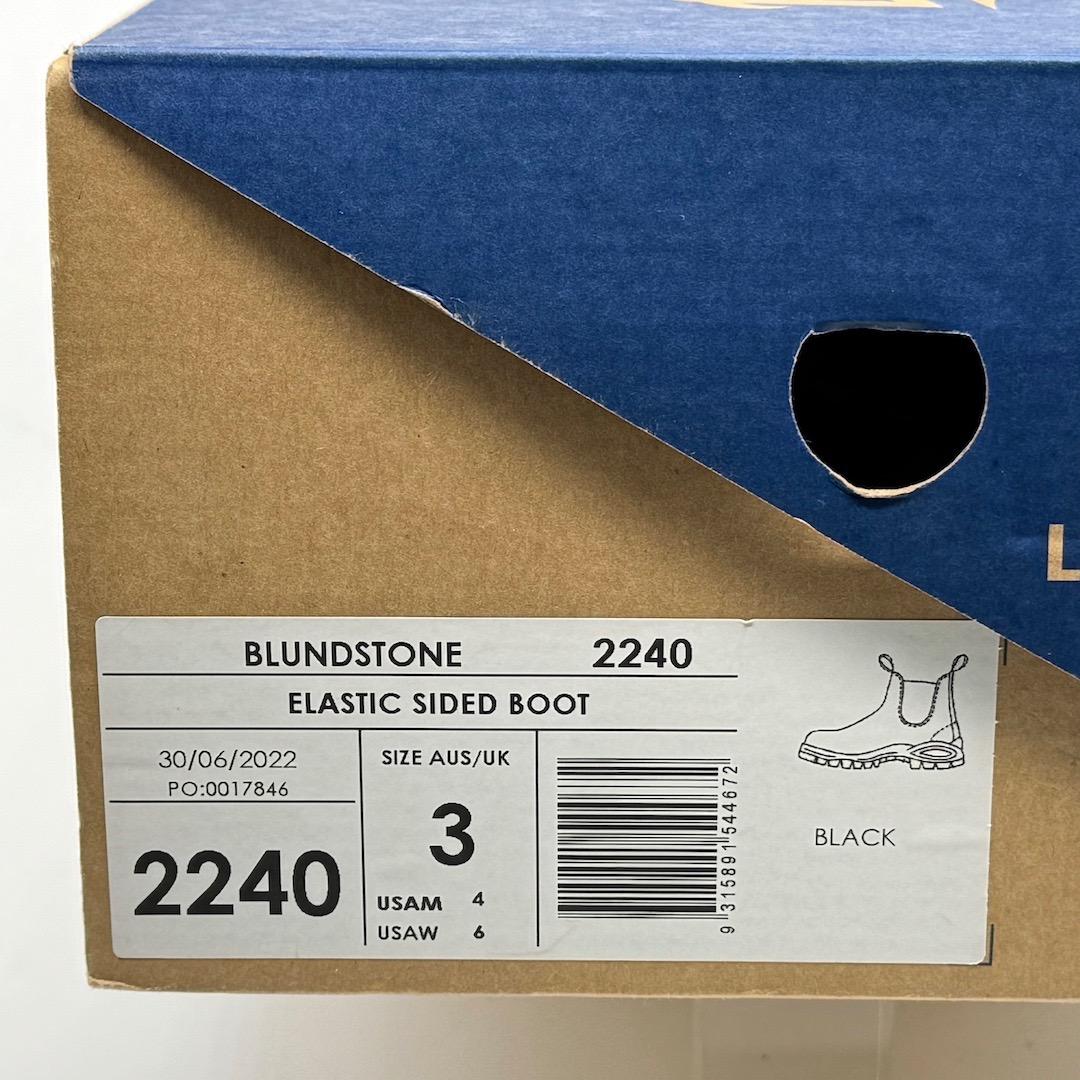 L
BLUNDSTONE 2240
ELASTIC SIDED BOOT
30/06/2022
PO:0017846
2240
SIZE AUS/UK
3
USAM 4
USAW 6
9 315891 544672
BLACK